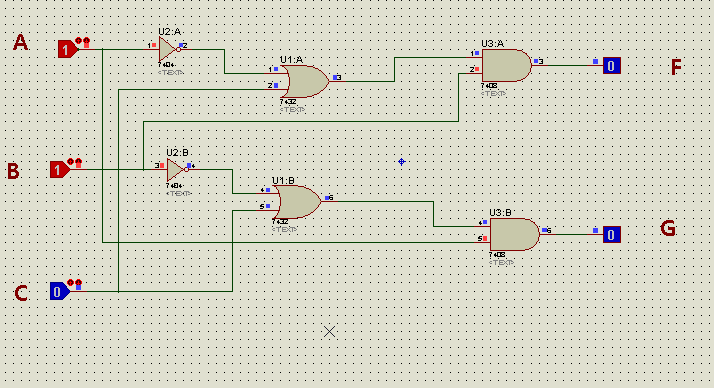 A
1
1
U2:A
2
7404
<TEXT>
U1:A
1
2
3
7432
<TEXT>
U3:A
1
2
3
7408
<TEXT>
0
F
B
1
3
U2:B
4
7404
<TEXT>
U1:B
4
5
6
7432
<TEXT>
U3:B
4
5
6
7408
<TEXT>
0
G
C
0